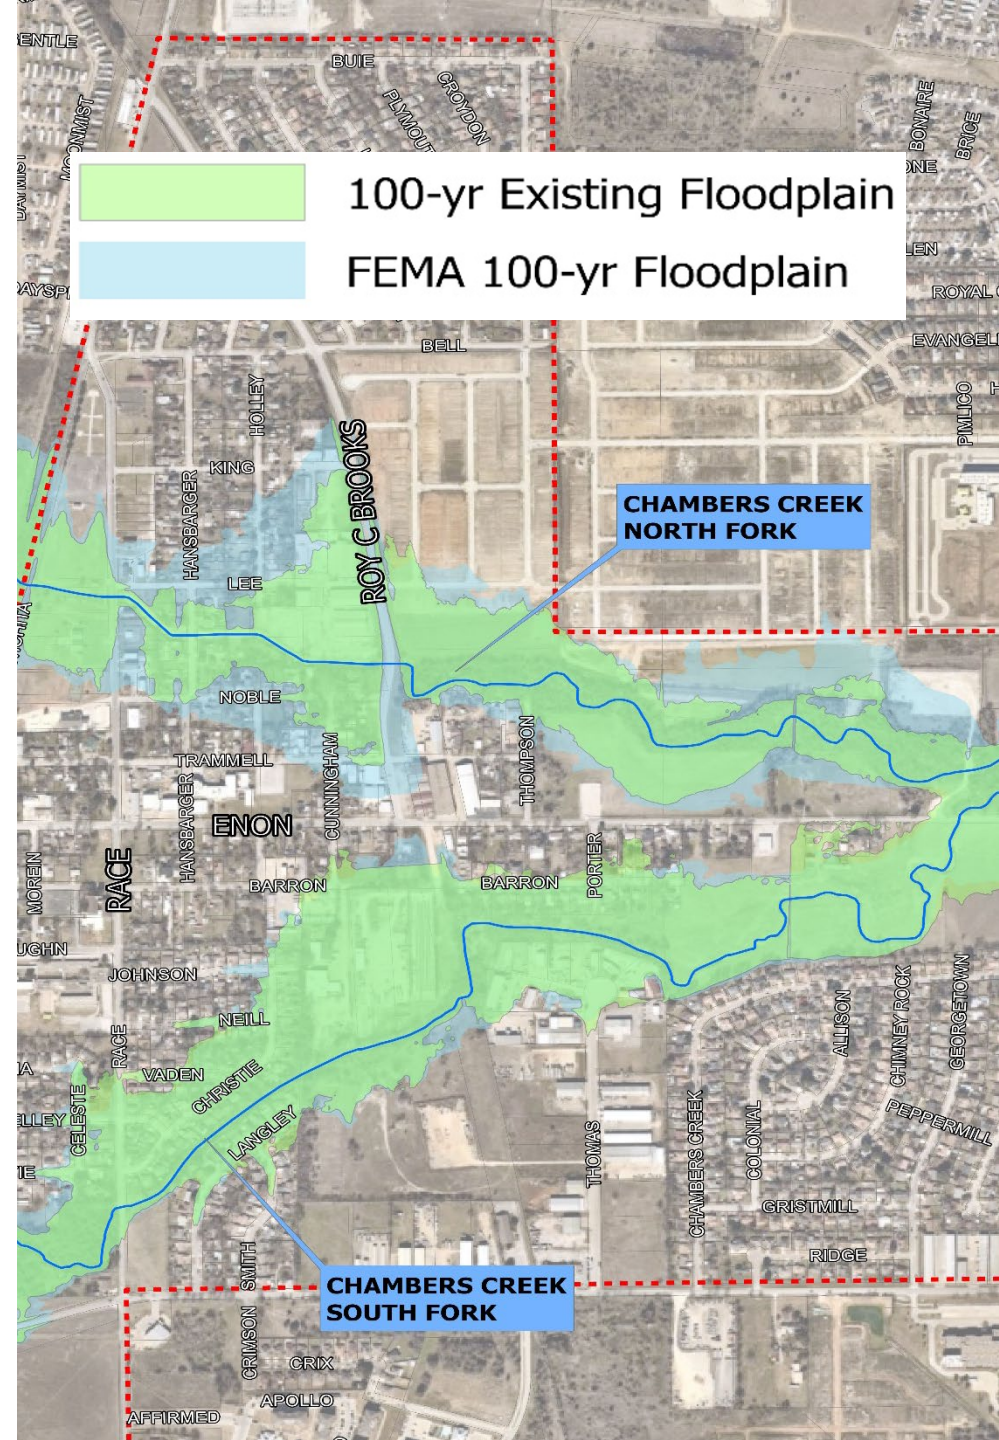 BUIE
CROYDON
BONAIRE
BRICE
100-yr Existing Floodplain
FEMA 100-yr Floodplain
BELL
HOLLEY
PIMLICO
KING
HANSBARGER
ROY C BROOKS
CHAMBERS CREEK
NORTH FORK
LEE
NOBLE
TRAMMELL
HANSBARGER
CUNNINGHAM
THOMPSON
ENON
MOREIN
RACE
BARRON
BARRON
PORTER
JOHNSON
NEILL
RACE
VADEN
CHRISTIE
CELESTE
LANGLEY
ALLISON
CHIMNEY ROCK
GEORGETOWN
PEPPERMILL
THOMAS
CHAMBERS CREEK
COLONIAL
GRISTMILL
RIDGE
SMITH
CHAMBERS CREEK
SOUTH FORK
CRIMSON
CRIX
APOLLO
AFFIRMED